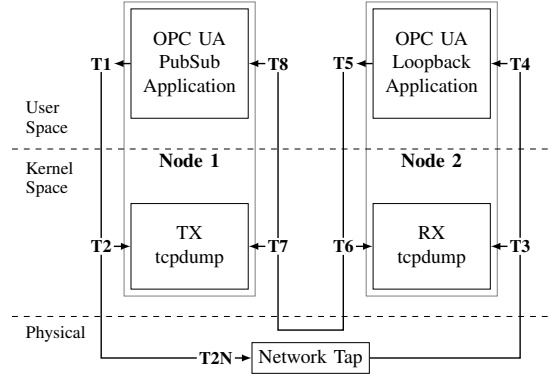 OPC UA
PubSub
Application
OPC UA
Loopback
Application
T1
T8
T5
T4
User
Space
Kernel
Space
Node 1
Node 2
TX
tcpdump
RX
tcpdump
T2
T7
T6
T3
Physical
T2N
Network Tap